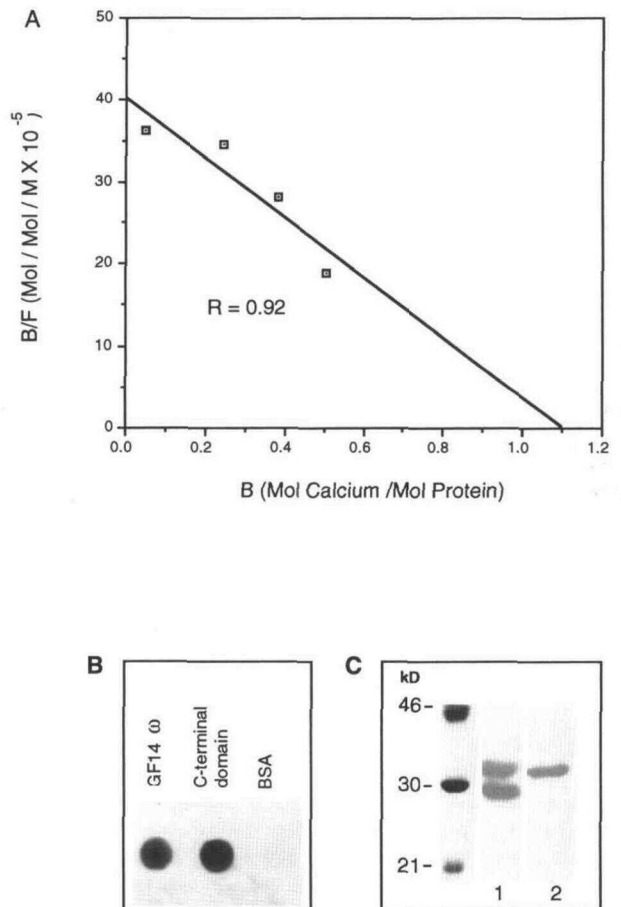 A
50
40
30
20
10
0
B/F (Mol / Mol / M X 10 -5)
R = 0.92
0.0 0.2 0.4 0.6 0.8 1.0 1.2
B (Mol Calcium /Mol Protein)
B
GF14 ω
C-terminal
domain
BSA
C
kD
46-
30-
21-
1 2